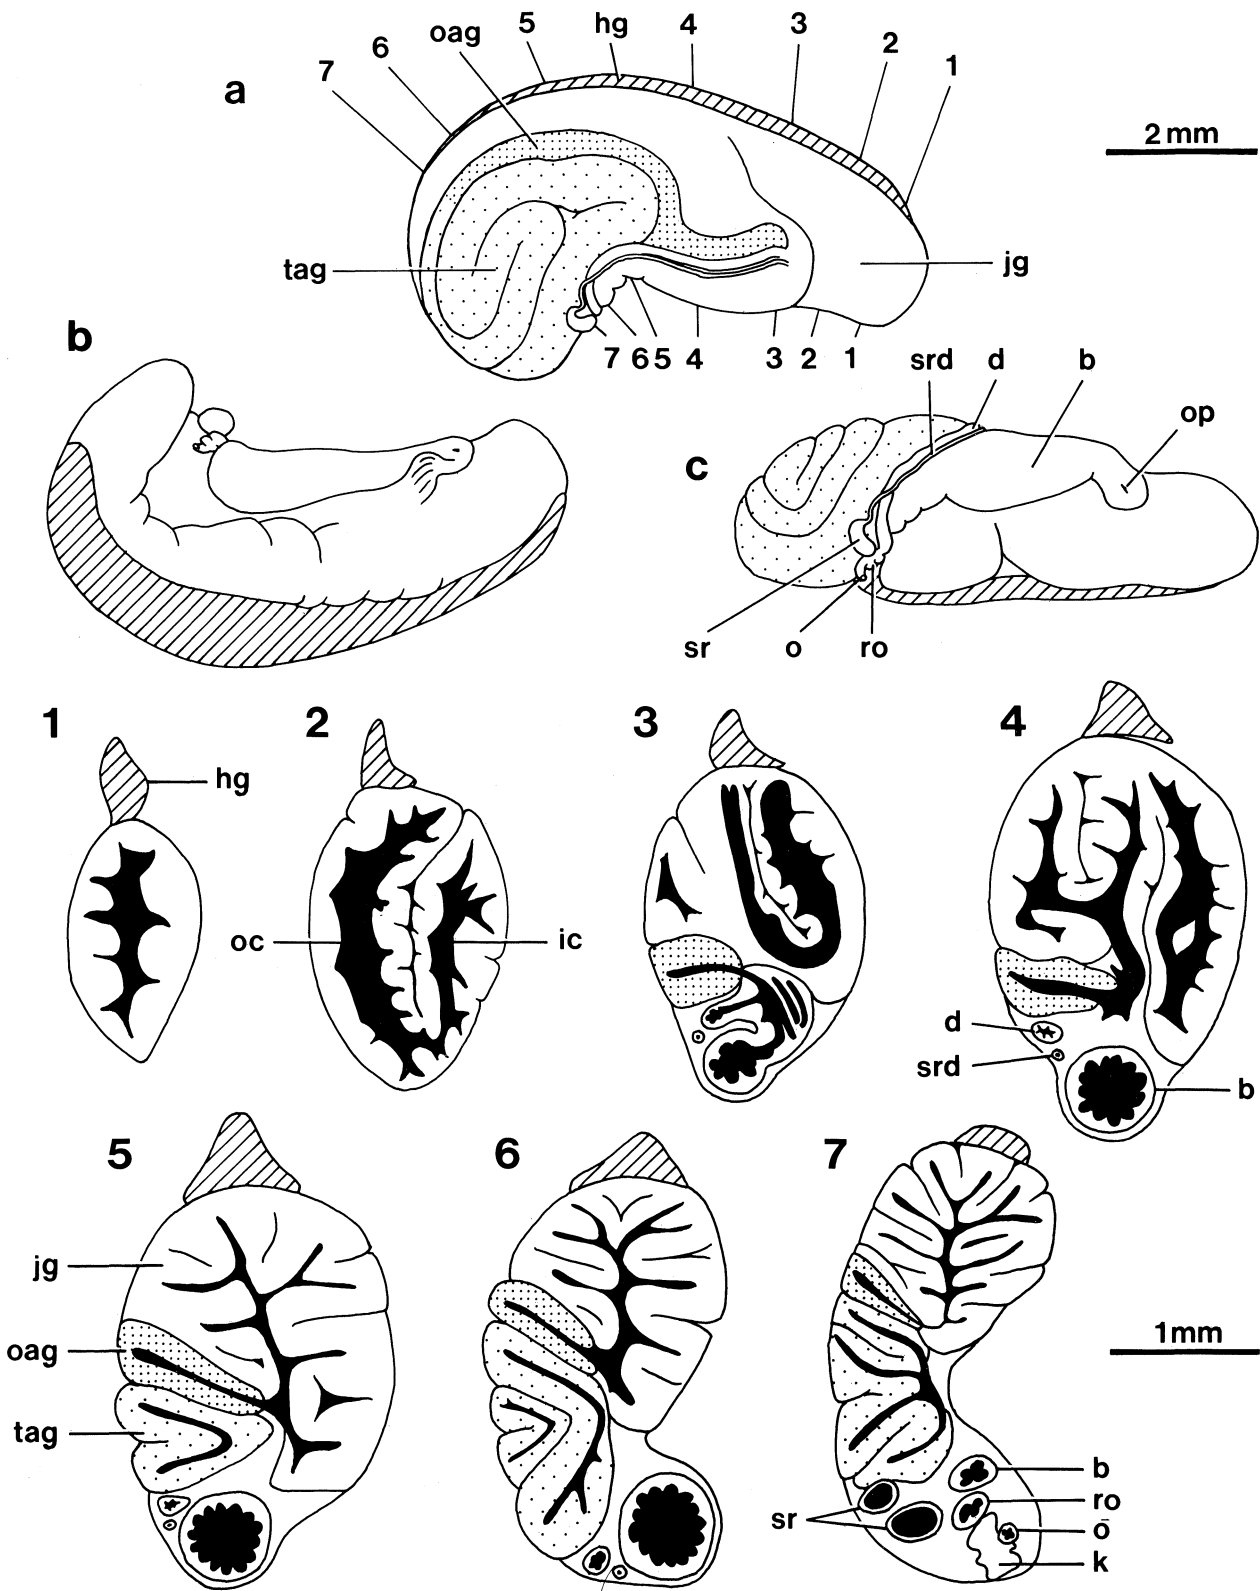 5 hg 4 3
6 oag 2
7 1
a
2 mm
tag jg
b
7 6 5 4 3 2 1
srd d b
op
c
sr o ro
1 2 3 4
hg
oc ic
d
srd
b
5 6 7
jg
oag
tag
1mm
b
ro
sr
o
k